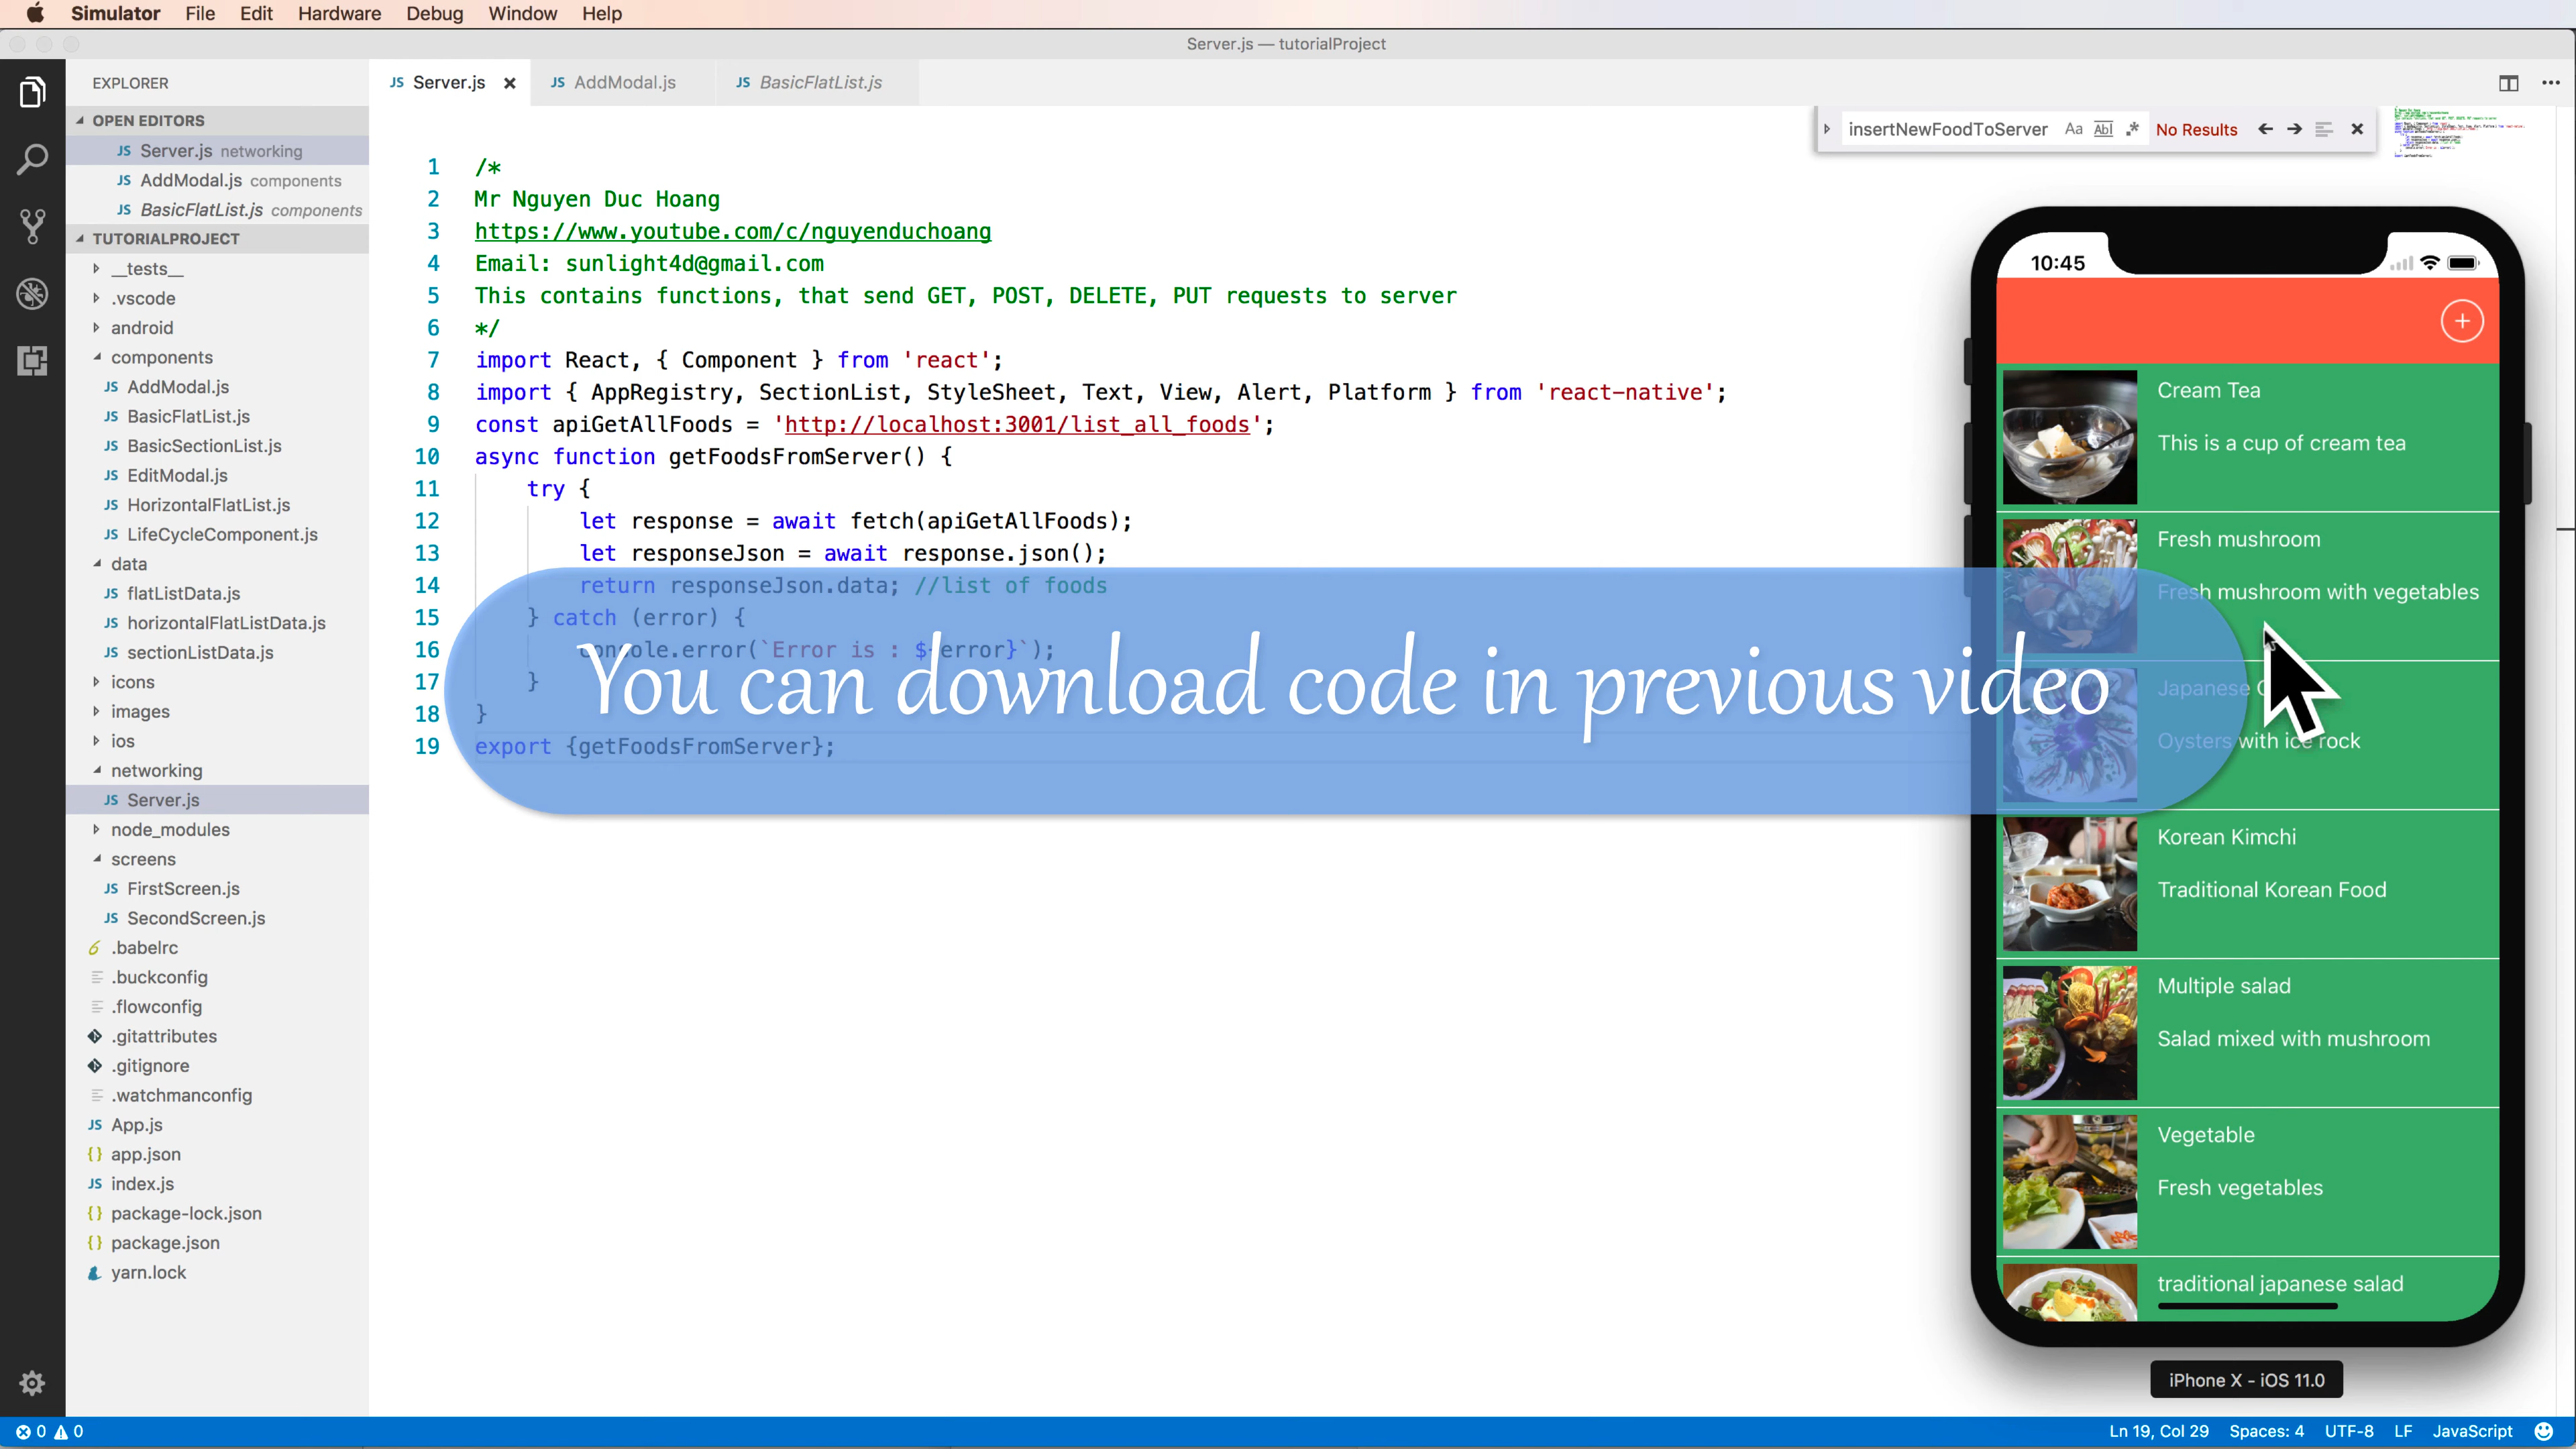 Simulator File Edit Hardware Debug Window Help
Server.js — tutorialProject
EXPLORER
OPEN EDITORS
JS Server.js networking
JS AddModal.js components
JS BasicFlatList.js components
TUTORIALPROJECT
__tests__
.vscode
android
components
JS AddModal.js
JS BasicFlatList.js
JS BasicSectionList.js
JS EditModal.js
JS HorizontalFlatList.js
JS LifeCycleComponent.js
data
JS flatListData.js
JS horizontalFlatListData.js
JS sectionListData.js
icons
images
ios
networking
JS Server.js
node_modules
screens
JS FirstScreen.js
JS SecondScreen.js
.babelrc
.buckconfig
.flowconfig
.gitattributes
.gitignore
.watchmanconfig
JS App.js
{} app.json
JS index.js
{} package-lock.json
{} package.json
yarn.lock
JS Server.js JS AddModal.js JS BasicFlatList.js
insertNewFoodToServer Aa Abl .* No Results
1 /*
2 Mr Nguyen Duc Hoang
3 https://www.youtube.com/c/nguyenduchoang
4 Email: sunlight4d@gmail.com
5 This contains functions, that send GET, POST, DELETE, PUT requests to server
6 */
7 import React, { Component } from 'react';
8 import { AppRegistry, SectionList, StyleSheet, Text, View, Alert, Platform } from 'react-native';
9 const apiGetAllFoods = 'http://localhost:3001/list_all_foods';
10 async function getFoodsFromServer() {
11 try {
12 let response = await fetch(apiGetAllFoods);
13 let responseJson = await response.json();
14 return responseJson.data; //list of foods
15 } catch (error) {
16 console.error(`Error is : ${error}`);
17 }
18 }
19 export {getFoodsFromServer};
You can download code in previous video
10:45
+
Cream Tea
This is a cup of cream tea
Fresh mushroom
Fresh mushroom with vegetables
Japanese
Oysters with ice rock
Korean Kimchi
Traditional Korean Food
Multiple salad
Salad mixed with mushroom
Vegetable
Fresh vegetables
traditional japanese salad
iPhone X - iOS 11.0
0 0
Ln 19, Col 29 Spaces: 4 UTF-8 LF JavaScript